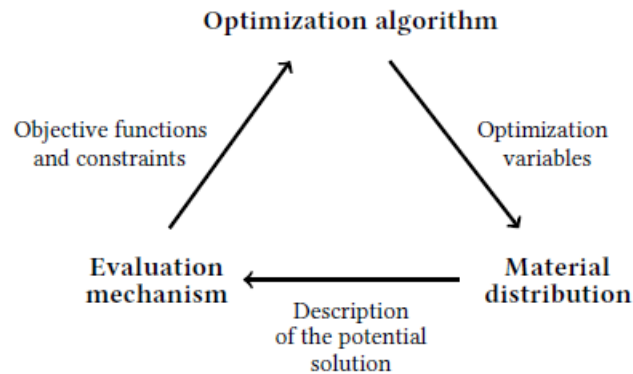 Optimization algorithm
Objective functions
and constraints
Optimization
variables
Evaluation
mechanism
Material
distribution
Description
of the potential
solution